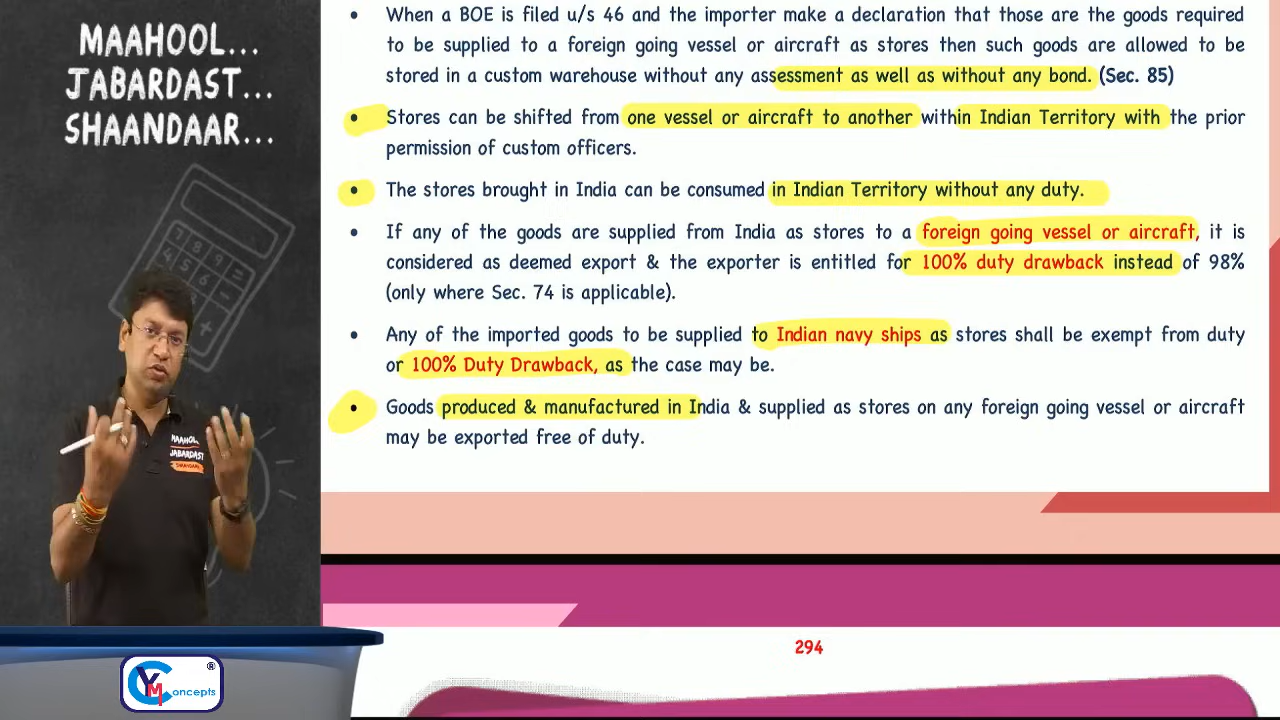 MAAHOOL...
JABARDAST...
SHAANDAAR...
• When a BOE is filed u/s 46 and the importer make a declaration that those are the goods required
to be supplied to a foreign going vessel or aircraft as stores then such goods are allowed to be
stored in a custom warehouse without any assessment as well as without any bond. (Sec. 85)
• Stores can be shifted from one vessel or aircraft to another within Indian Territory with the prior
permission of custom officers.
• The stores brought in India can be consumed in Indian Territory without any duty.
• If any of the goods are supplied from India as stores to a foreign going vessel or aircraft, it is
considered as deemed export & the exporter is entitled for 100% duty drawback instead of 98%
(only where Sec. 74 is applicable).
• Any of the imported goods to be supplied to Indian navy ships as stores shall be exempt from duty
or 100% Duty Drawback, as the case may be.
• Goods produced & manufactured in India & supplied as stores on any foreign going vessel or aircraft
may be exported free of duty.
294
MAAHOOL
JABARDAST
SHANDAAR
VM Concepts ®